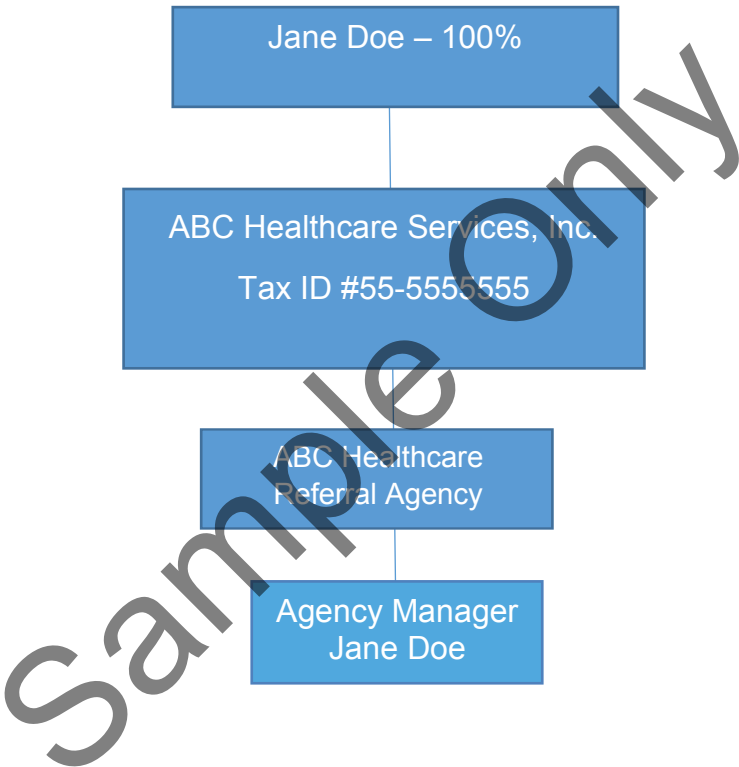 Jane Doe – 100%
ABC Healthcare Services, Inc.
Tax ID #55-5555555
ABC Healthcare
Referral Agency
Agency Manager
Jane Doe
Sample Only